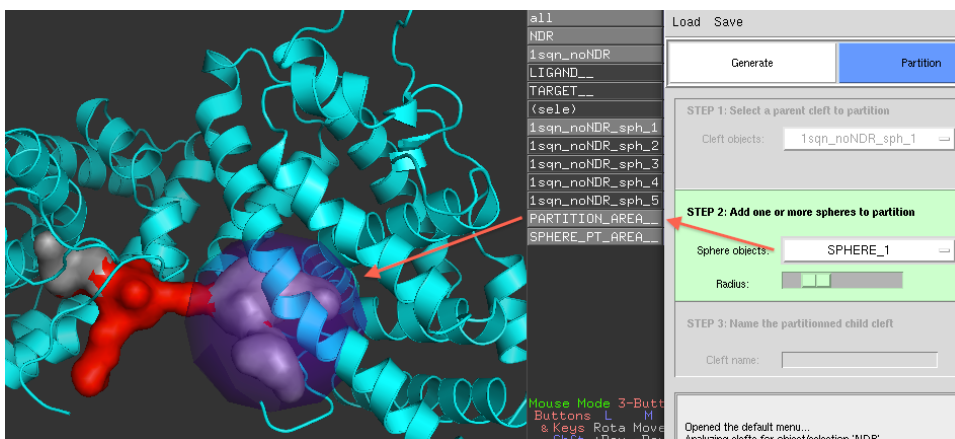 all
NDR
1sqn_noNDR
LIGAND__
TARGET__
(sele)
1sqn_noNDR_sph_1
1sqn_noNDR_sph_2
1sqn_noNDR_sph_3
1sqn_noNDR_sph_4
1sqn_noNDR_sph_5
PARTITION_AREA__
SPHERE_PT_AREA__
Mouse Mode 3-Butt
Buttons L M
& Keys Rota Move
Load Save
Generate Partition
STEP 1: Select a parent cleft to partition
Cleft objects: 1sqn_noNDR_sph_1
STEP 2: Add one or more spheres to partition
Sphere objects: SPHERE_1
Radius:
STEP 3: Name the partitionned child cleft
Cleft name:
Opened the default menu...
Analyzing clefts for object/selection 'NDR'